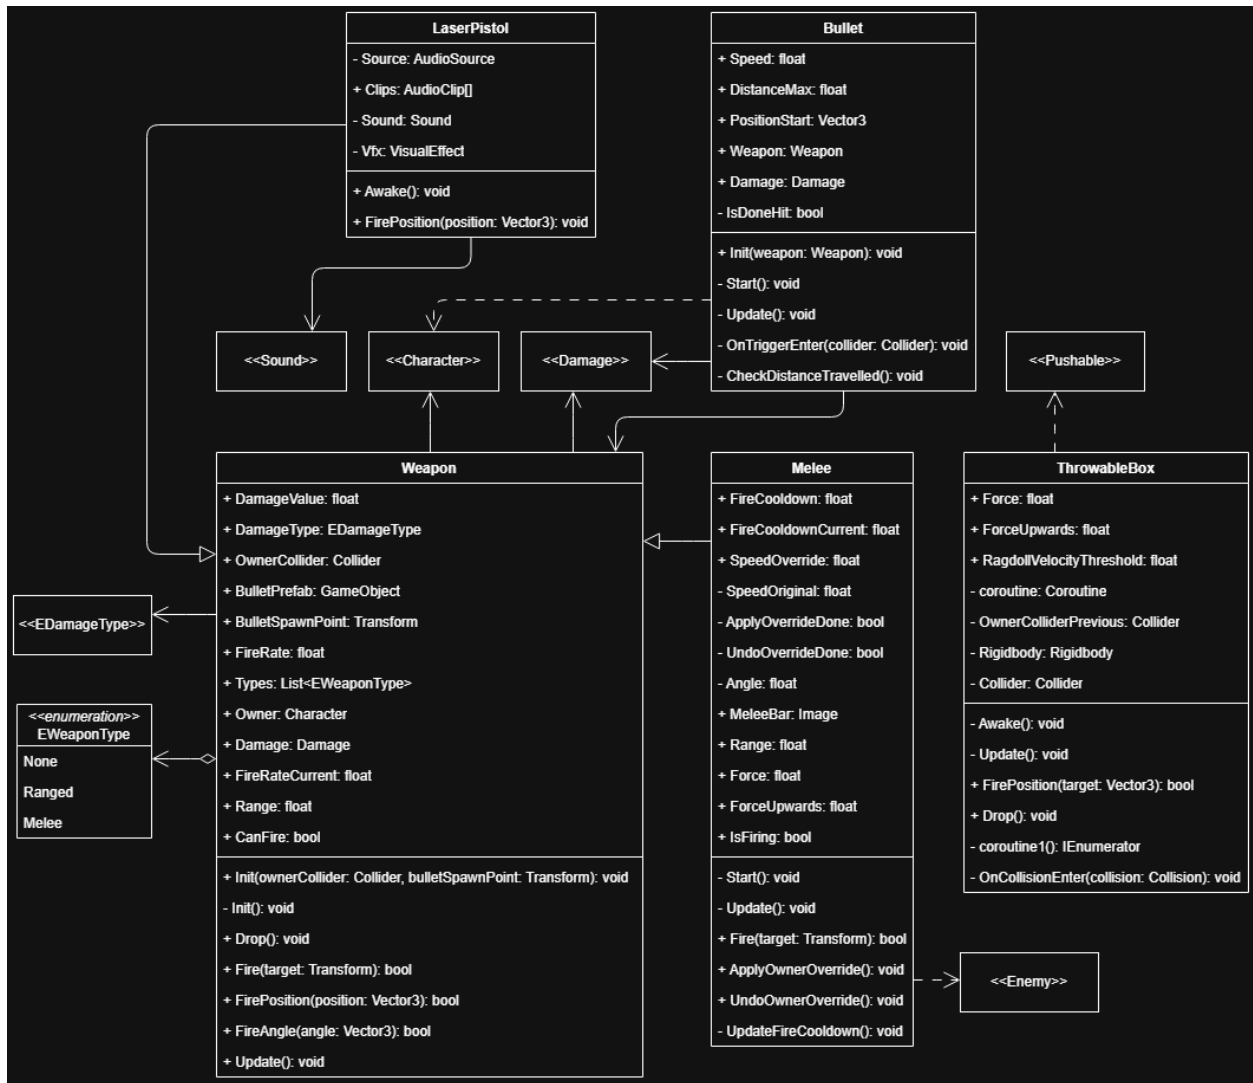 LaserPistol
- Source: AudioSource
+ Clips: AudioClip[]
- Sound: Sound
- Vfx: VisualEffect
+ Awake(): void
+ FirePosition(position: Vector3): void
Bullet
+ Speed: float
+ DistanceMax: float
+ PositionStart: Vector3
+ Weapon: Weapon
+ Damage: Damage
- IsDoneHit: bool
+ Init(weapon: Weapon): void
- Start(): void
- Update(): void
- OnTriggerEnter(collider: Collider): void
- CheckDistanceTravelled(): void
<<Sound>>
<<Character>>
<<Damage>>
<<Pushable>>
Weapon
+ DamageValue: float
+ DamageType: EDamageType
+ OwnerCollider: Collider
+ BulletPrefab: GameObject
+ BulletSpawnPoint: Transform
+ FireRate: float
+ Types: List<EWeaponType>
+ Owner: Character
+ Damage: Damage
+ FireRateCurrent: float
+ Range: float
+ CanFire: bool
+ Init(ownerCollider: Collider, bulletSpawnPoint: Transform): void
- Init(): void
+ Drop(): void
+ Fire(target: Transform): bool
+ FirePosition(position: Vector3): bool
+ FireAngle(angle: Vector3): bool
+ Update(): void
Melee
+ FireCooldown: float
+ FireCooldownCurrent: float
+ SpeedOverride: float
- SpeedOriginal: float
- ApplyOverrideDone: bool
- UndoOverrideDone: bool
- Angle: float
+ MeleeBar: Image
+ Range: float
+ Force: float
+ ForceUpwards: float
+ IsFiring: bool
- Start(): void
- Update(): void
+ Fire(target: Transform): bool
+ ApplyOwnerOverride(): void
+ UndoOwnerOverride(): void
- UpdateFireCooldown(): void
ThrowableBox
+ Force: float
+ ForceUpwards: float
+ RagdollVelocityThreshold: float
- coroutine: Coroutine
- OwnerColliderPrevious: Collider
- Rigidbody: Rigidbody
- Collider: Collider
- Awake(): void
- Update(): void
+ FirePosition(target: Vector3): bool
+ Drop(): void
- coroutine1(): IEnumerator
- OnCollisionEnter(collision: Collision): void
<<EDamageType>>
<<enumeration>>
EWeaponType
None
Ranged
Melee
<<Enemy>>